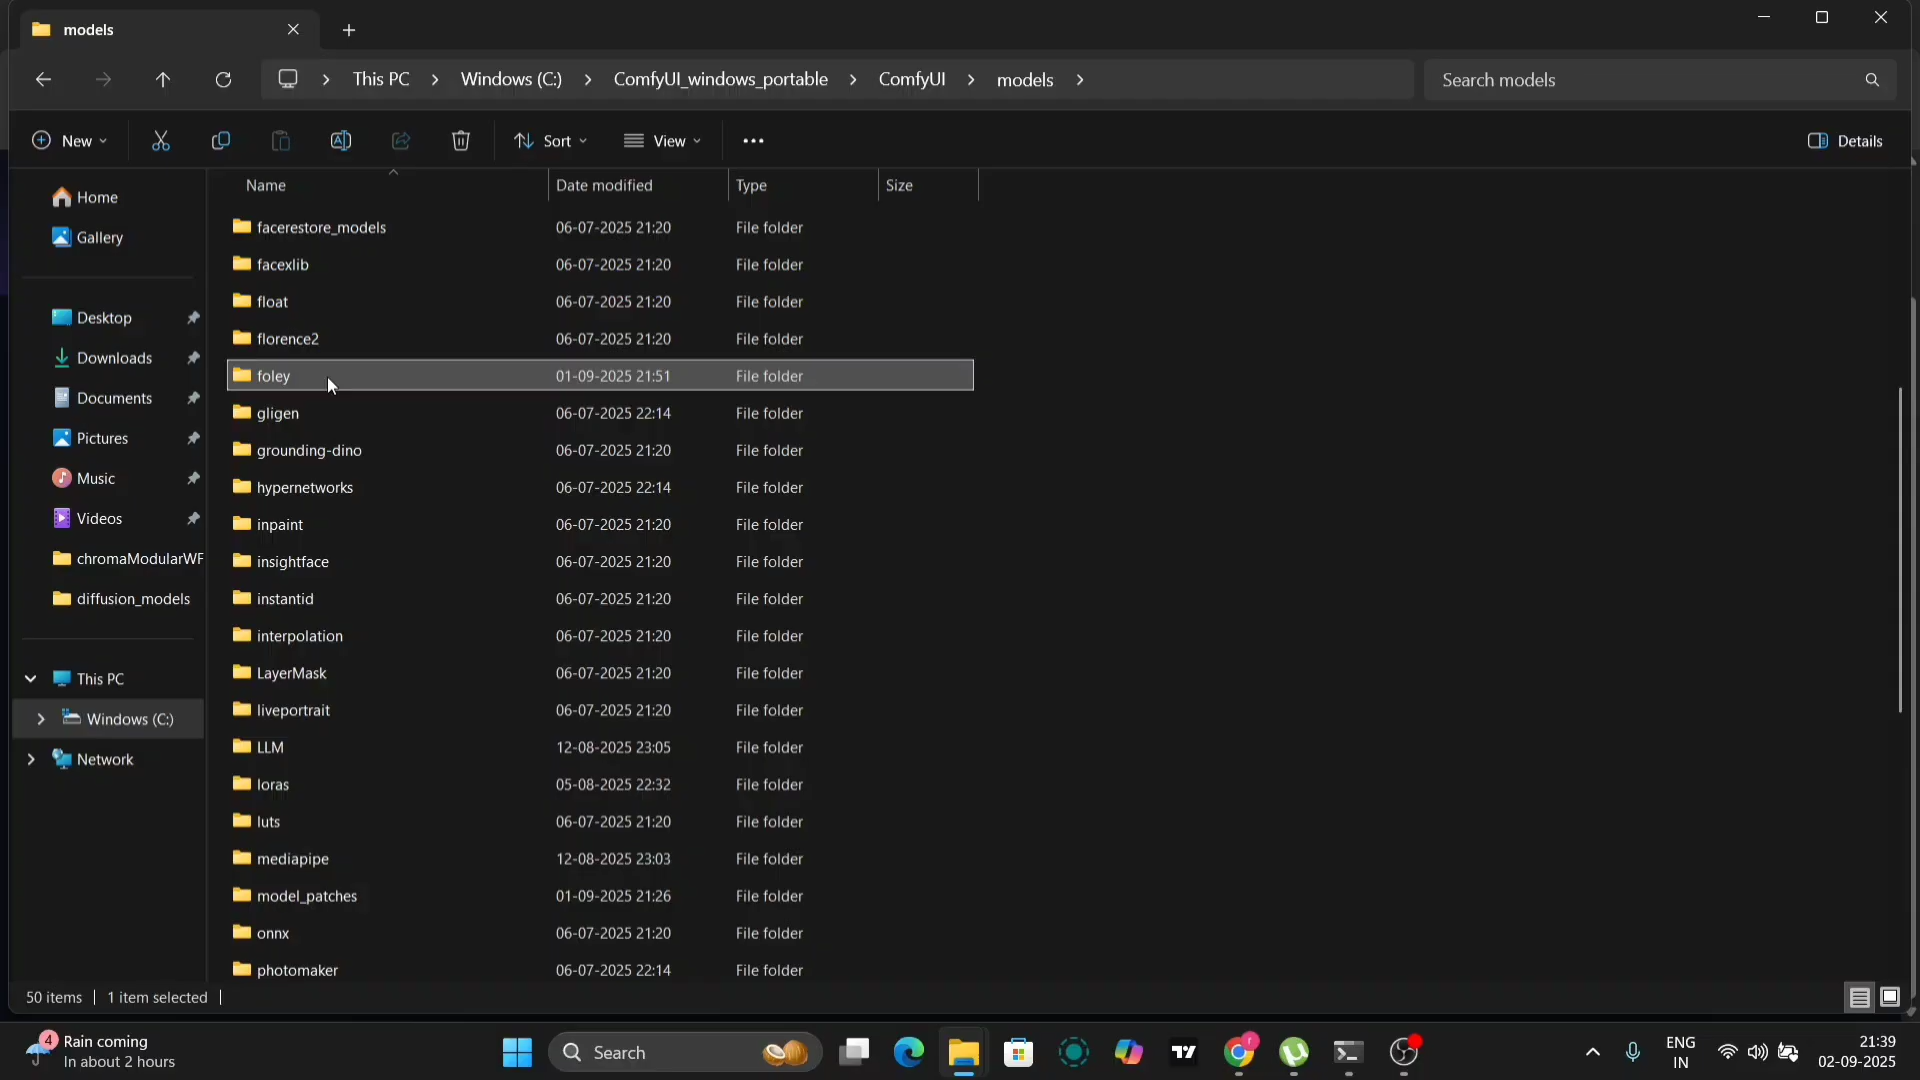 models
This PC
Windows (C:)
ComfyUI_windows_portable
ComfyUI
models
Search models
New
Sort
View
Details
Name
Date modified
Type
Size
Home
Gallery
Desktop
Downloads
Documents
Pictures
Music
Videos
chromaModularWF
diffusion_models
This PC
Windows (C:)
Network
facerestore_models 06-07-2025 21:20 File folder
facexlib 06-07-2025 21:20 File folder
float 06-07-2025 21:20 File folder
florence2 06-07-2025 21:20 File folder
foley 01-09-2025 21:51 File folder
gligen 06-07-2025 22:14 File folder
grounding-dino 06-07-2025 21:20 File folder
hypernetworks 06-07-2025 22:14 File folder
inpaint 06-07-2025 21:20 File folder
insightface 06-07-2025 21:20 File folder
instantid 06-07-2025 21:20 File folder
interpolation 06-07-2025 21:20 File folder
LayerMask 06-07-2025 21:20 File folder
liveportrait 06-07-2025 21:20 File folder
LLM 12-08-2025 23:05 File folder
loras 05-08-2025 22:32 File folder
luts 06-07-2025 21:20 File folder
mediapipe 12-08-2025 23:03 File folder
model_patches 01-09-2025 21:26 File folder
onnx 06-07-2025 21:20 File folder
photomaker 06-07-2025 22:14 File folder
50 items
1 item selected
4
Rain coming
In about 2 hours
Search
ENG
IN
21:39
02-09-2025